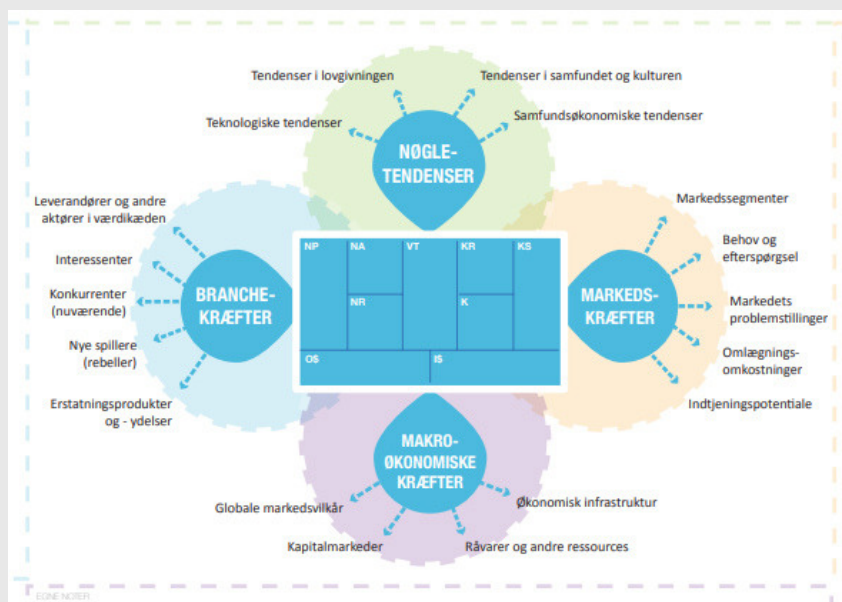 Tendenser i lovgivningen
Tendenser i samfundet og kulturen
Teknologiske tendenser
Samfundsøkonomiske tendenser
NØGLE-
TENDENSER
Leverandører og andre
aktører i værdikæden
Interessenter
Konkurrenter
(nuværende)
Nye spillere
(rebeller)
Erstatningsprodukter
og - ydelser
BRANCHE-
KRÆFTER
NP
NA
VT
KR
KS
NR
K
O$
I$
MARKEDS-
KRÆFTER
Markedssegmenter
Behov og
efterspørgsel
Markedets
problemstillinger
Omlægnings-
omkostninger
Indtjeningspotentiale
MAKRO-
ØKONOMISKE
KRÆFTER
Globale markedsvilkår
Økonomisk infrastruktur
Kapitalmarkeder
Råvarer og andre ressources
EGNE NOTER